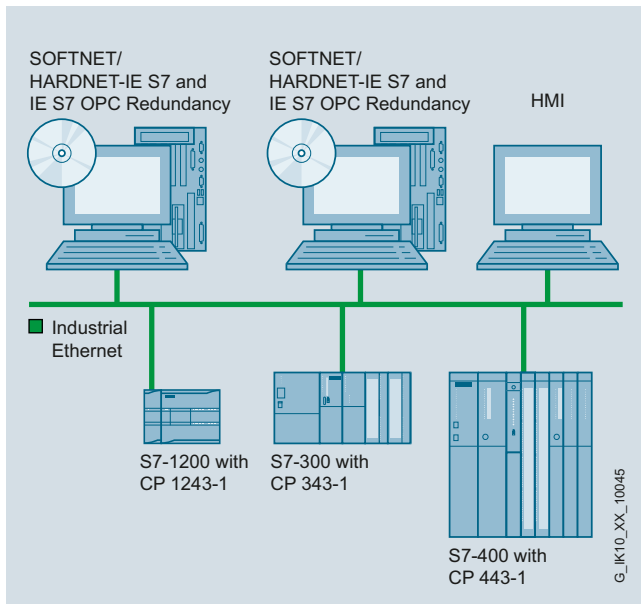 SOFTNET/
HARDNET-IE S7 and
IE S7 OPC Redundancy
SOFTNET/
HARDNET-IE S7 and
IE S7 OPC Redundancy
HMI
Industrial
Ethernet
S7-1200 with
CP 1243-1
S7-300 with
CP 343-1
S7-400 with
CP 443-1
G_IK10_XX_10045